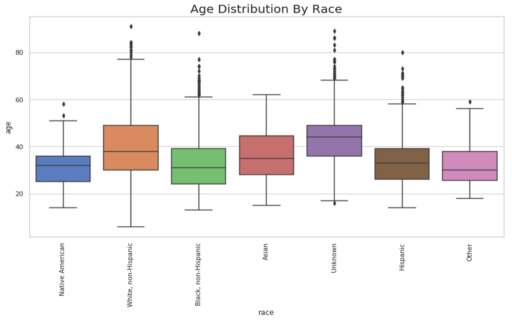 Age Distribution By Race
80
60
40
20
age
Native American
White, non-Hispanic
Black, non-Hispanic
Asian
Unknown
Hispanic
Other
race